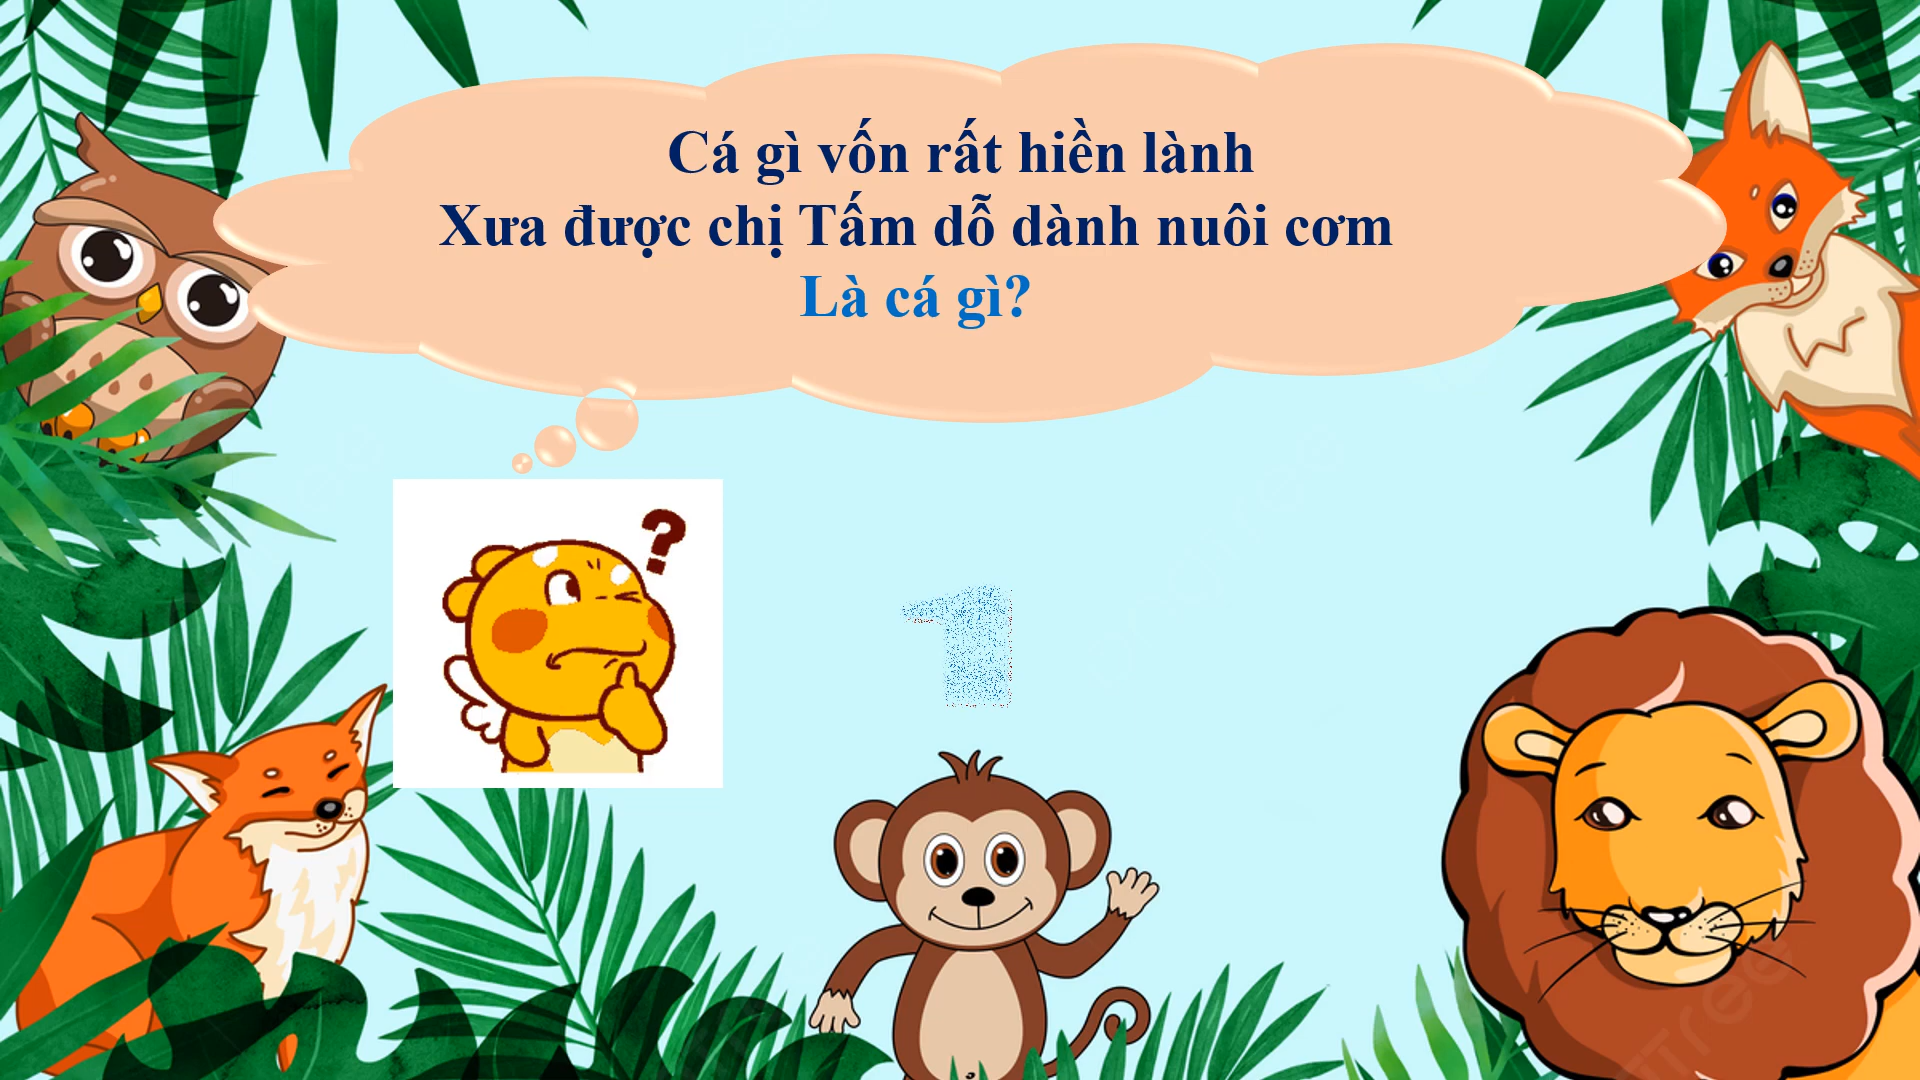 Cá gì vốn rất hiền lành
Xưa được chị Tấm dỗ dành nuôi cơm
Là cá gì?
?
1